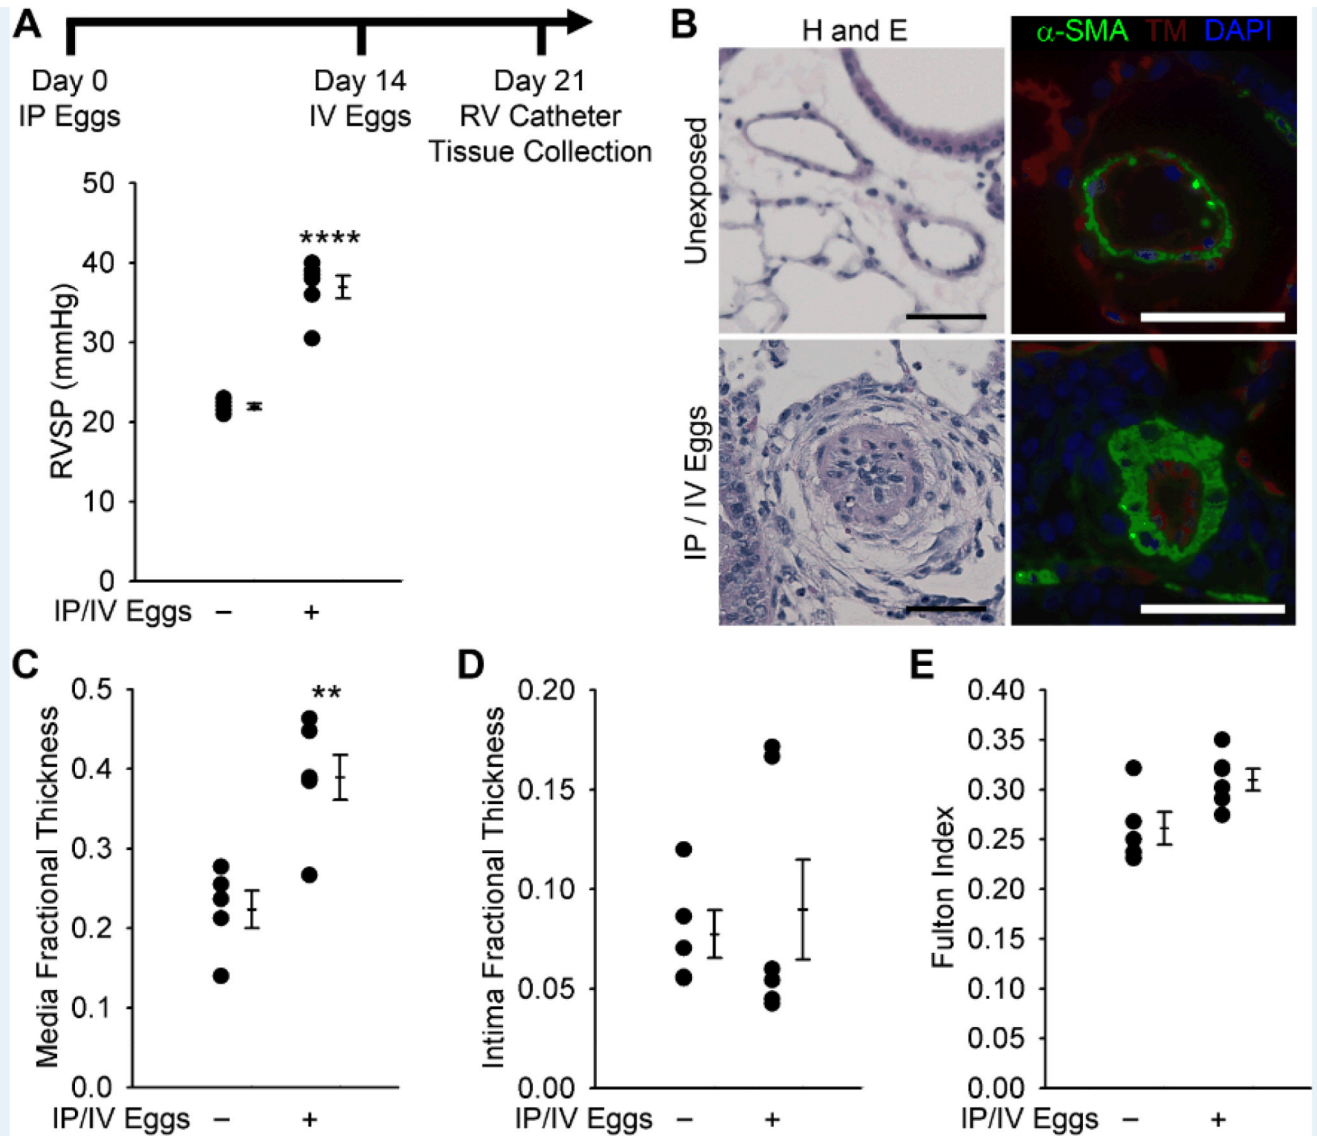 A
Day 0
IP Eggs
Day 14
IV Eggs
Day 21
RV Catheter
Tissue Collection
50
40
30
20
10
0
RVSP (mmHg)
****
IP/IV Eggs – +
B
H and E
α-SMA TM DAPI
Unexposed
IP / IV Eggs
C
0.5
0.4
0.3
0.2
0.1
0.0
Media Fractional Thickness
**
IP/IV Eggs – +
D
0.20
0.15
0.10
0.05
0.00
Intima Fractional Thickness
IP/IV Eggs – +
E
0.40
0.35
0.30
0.25
0.20
0.15
0.10
0.05
0.00
Fulton Index
IP/IV Eggs – +